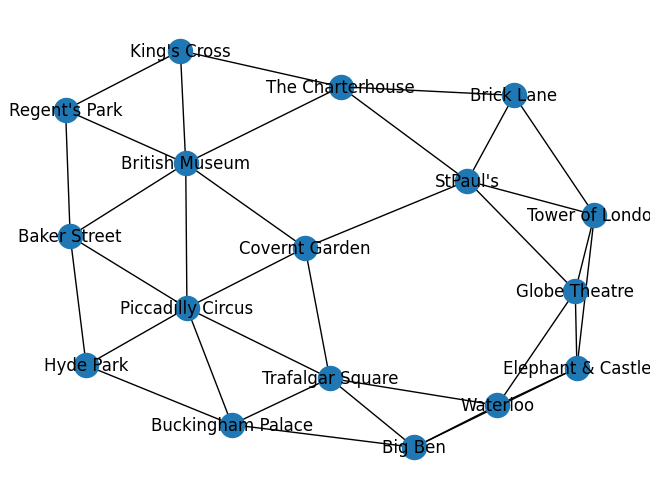 King's Cross
The Charterhouse
Brick Lane
Regent's Park
British Museum
StPaul's
Tower of Londo
Baker Street
Covernt Garden
Globe Theatre
Piccadilly Circus
Hyde Park
Trafalgar Square
Elephant & Castle
Waterloo
Buckingham Palace
Big Ben